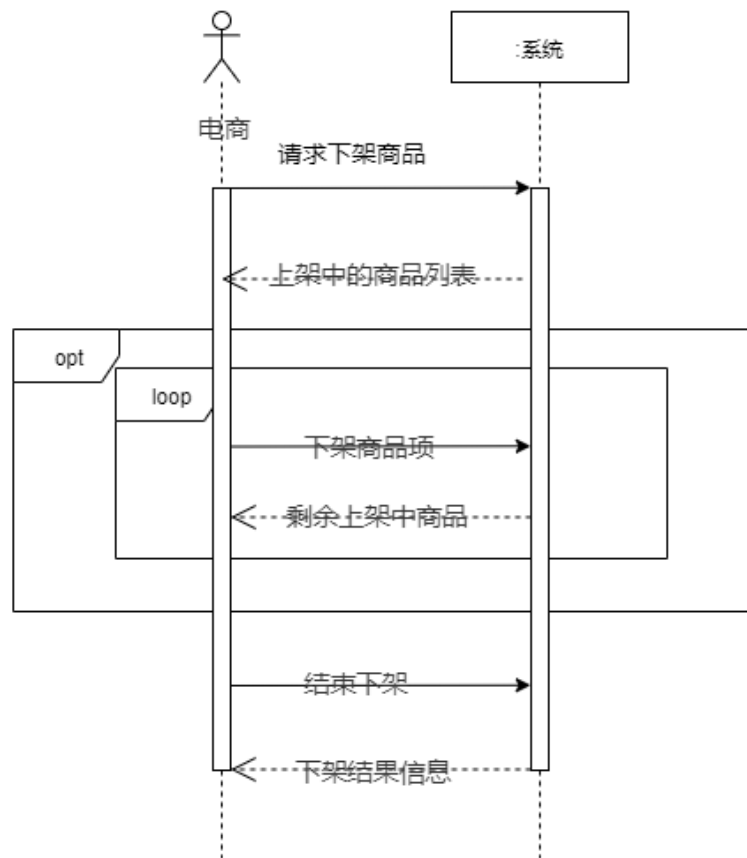 :系统
电商
请求下架商品
上架中的商品列表
opt
loop
下架商品项
剩余上架中商品
结束下架
下架结果信息